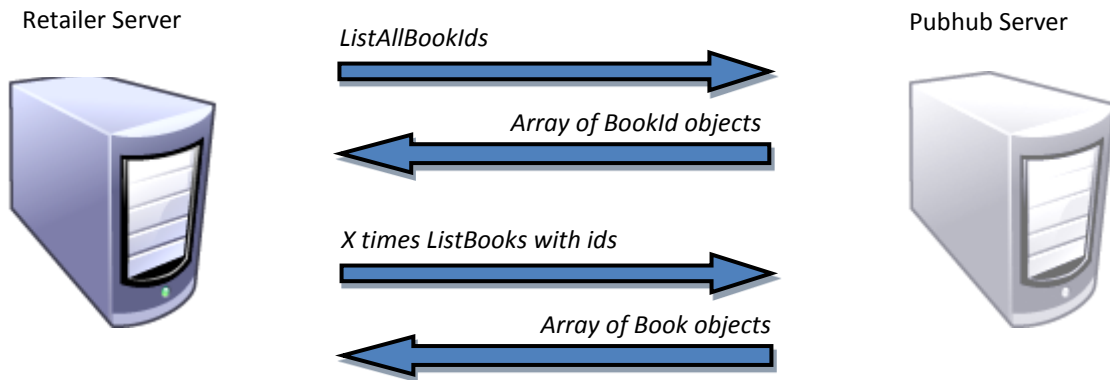 Retailer Server
Pubhub Server
ListAllBookIds
Array of BookId objects
X times ListBooks with ids
Array of Book objects